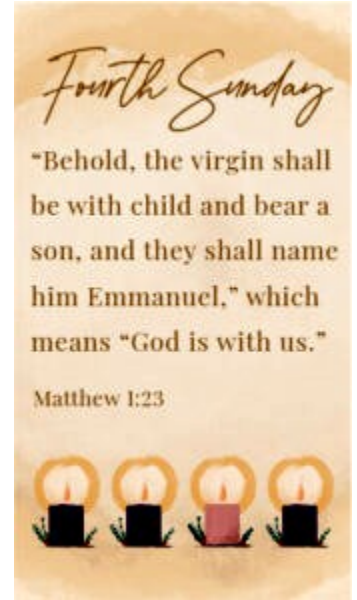 Fourth Sunday
“Behold, the virgin shall
be with child and bear a
son, and they shall name
him Emmanuel,” which
means “God is with us.”
Matthew 1:23